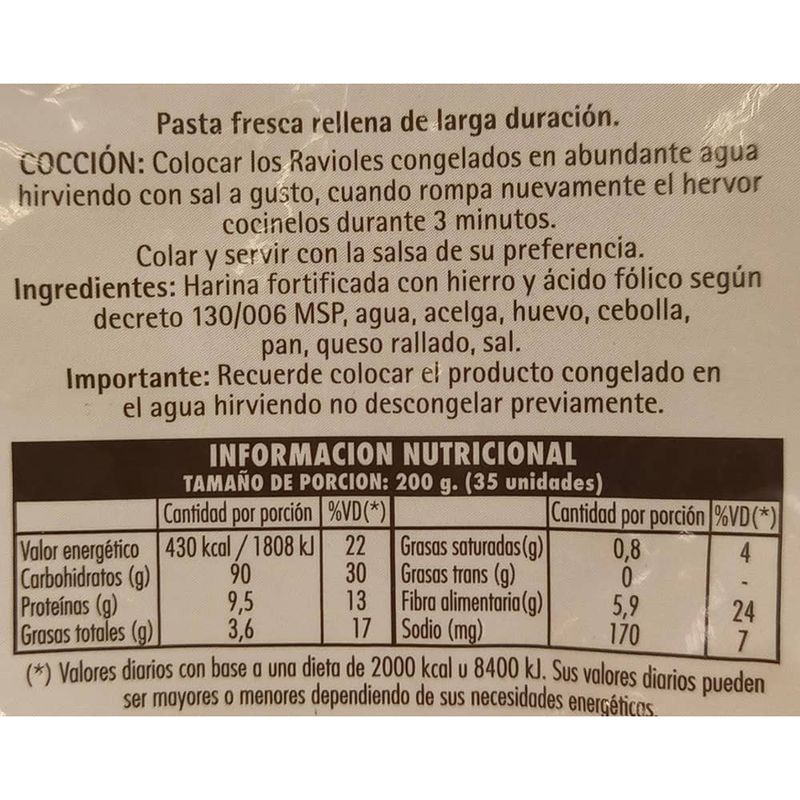 Pasta fresca rellena de larga duración.
COCCIÓN: Colocar los Ravioles congelados en abundante agua
hirviendo con sal a gusto, cuando rompa nuevamente el hervor
cocinelos durante 3 minutos.
Colar y servir con la salsa de su preferencia.
Ingredientes: Harina fortificada con hierro y ácido fólico según
decreto 130/006 MSP, agua, acelga, huevo, cebolla,
pan, queso rallado, sal.
Importante: Recuerde colocar el producto congelado en
el agua hirviendo no descongelar previamente.
INFORMACION NUTRICIONAL
TAMAÑO DE PORCION: 200 g. (35 unidades)
Cantidad por porción %VD(*) Cantidad por porción %VD(*)
Valor energético 430 kcal / 1808 kJ 22 Grasas saturadas(g) 0,8 4
Carbohidratos (g) 90 30 Grasas trans (g) 0 -
Proteínas (g) 9,5 13 Fibra alimentaria(g) 5,9 24
Grasas totales (g) 3,6 17 Sodio (mg) 170 7
(*) Valores diarios con base a una dieta de 2000 kcal u 8400 kJ. Sus valores diarios pueden
ser mayores o menores dependiendo de sus necesidades energéticas.